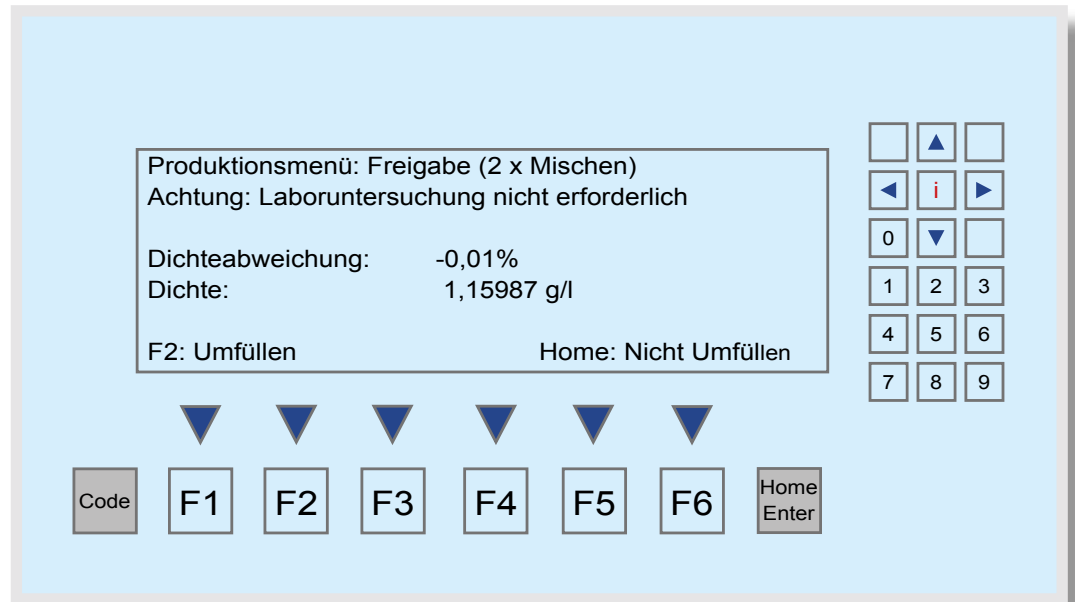 Produktionsmenü: Freigabe (2 x Mischen)
Achtung: Laboruntersuchung nicht erforderlich
Dichteabweichung: -0,01%
Dichte: 1,15987 g/l
F2: Umfüllen Home: Nicht Umfüllen
i
0
1 2 3
4 5 6
7 8 9
Code F1 F2 F3 F4 F5 F6 Home
Enter